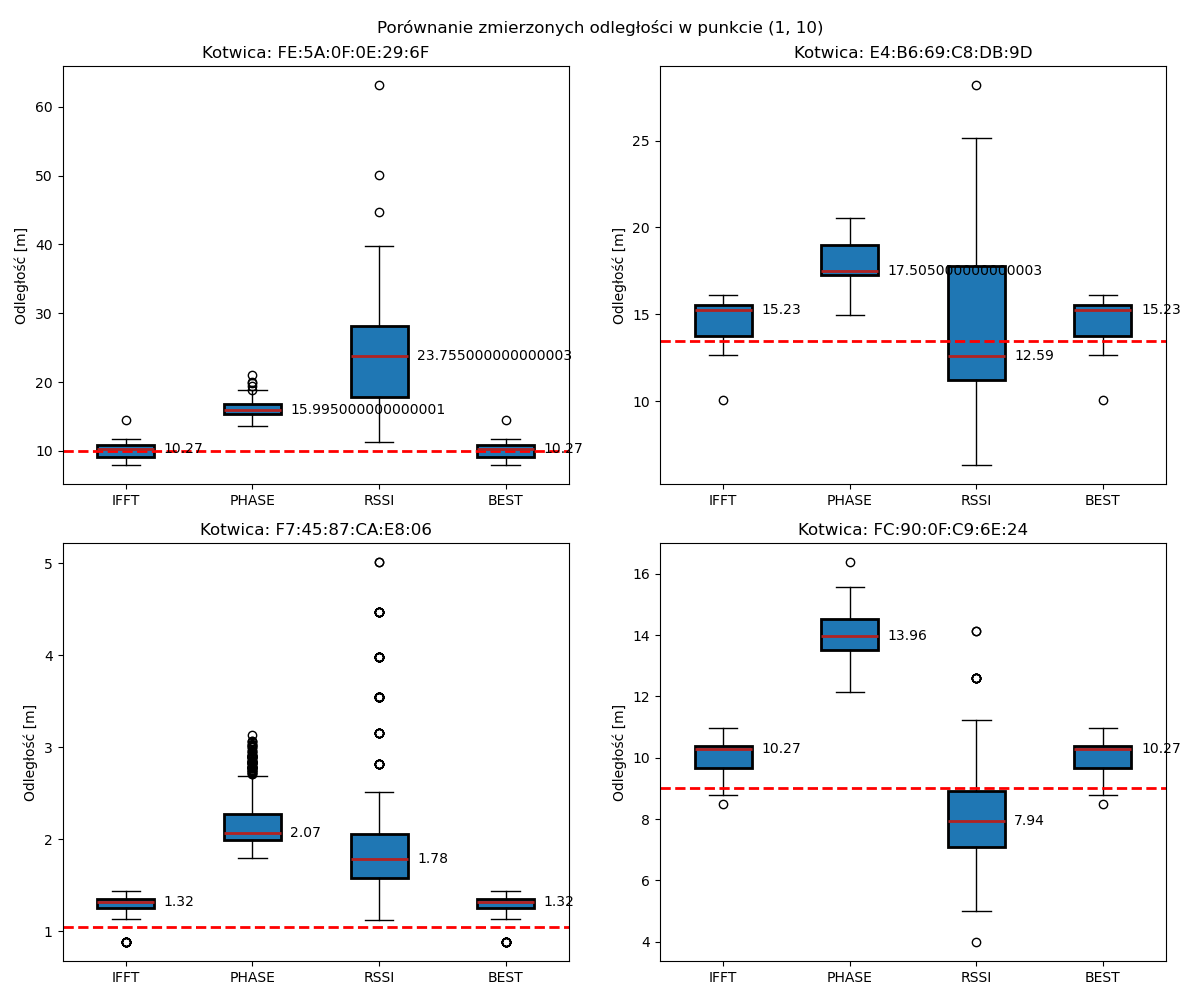 Porównanie zmierzonych odległości w punkcie (1, 10)
Kotwica: FE:5A:0F:0E:29:6F
Odległość [m]
60
50
40
30
20
10
10.27
15.995000000000001
23.755000000000003
10.27
IFFT PHASE RSSI BEST
Kotwica: E4:B6:69:C8:DB:9D
Odległość [m]
25
20
15
10
15.23
17.505000000000003
12.59
15.23
IFFT PHASE RSSI BEST
Kotwica: F7:45:87:CA:E8:06
Odległość [m]
5
4
3
2
1
1.32
2.07
1.78
1.32
IFFT PHASE RSSI BEST
Kotwica: FC:90:0F:C9:6E:24
Odległość [m]
16
14
12
10
8
6
4
10.27
13.96
7.94
10.27
IFFT PHASE RSSI BEST